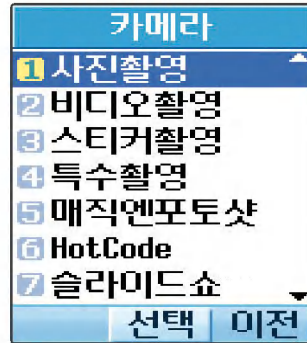 카메라
1 사진촬영
2 비디오촬영
3 스티커촬영
4 특수촬영
5 매직엔포토샷
6 HotCode
7 슬라이드쇼
선택 이전